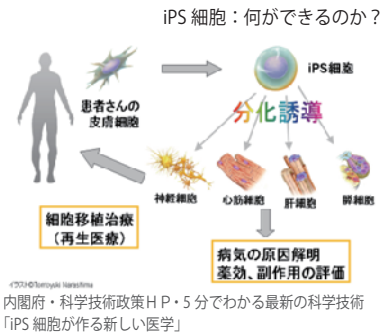 iPS 細胞：何ができるのか？
iPS細胞
患者さんの
皮膚細胞
分化誘導
神経細胞
心筋細胞
肝細胞
膵細胞
細胞移植治療
（再生医療）
病気の原因解明
薬効、副作用の評価
イラスト©Tomoyuki Narashima
内閣府・科学技術政策ＨＰ・5 分でわかる最新の科学技術
「iPS 細胞が作る新しい医学」